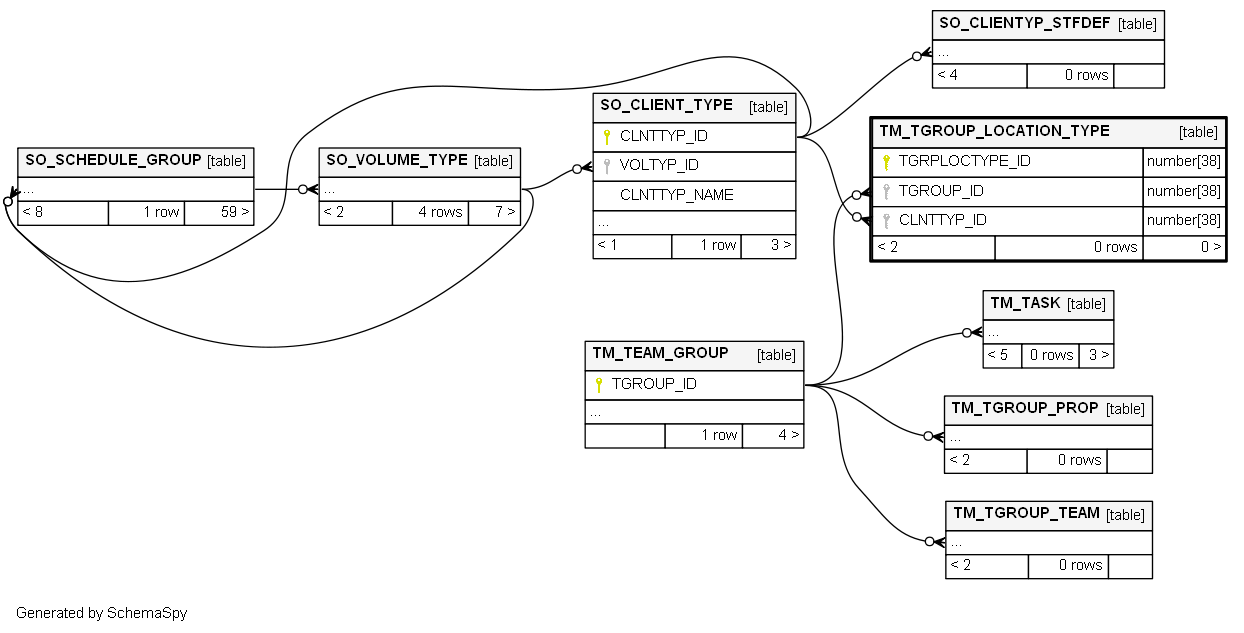 SO_CLIENTYP_STFDEF [table]
...
< 4 0 rows
SO_CLIENT_TYPE [table]
CLNTTYP_ID
VOLTYP_ID
CLNTTYP_NAME
...
< 1 1 row 3 >
TM_TGROUP_LOCATION_TYPE [table]
TGRPLOCTYPE_ID number[38]
TGROUP_ID number[38]
CLNTTYP_ID number[38]
< 2 0 rows 0 >
SO_SCHEDULE_GROUP [table]
...
< 8 1 row 59 >
SO_VOLUME_TYPE [table]
...
< 2 4 rows 7 >
TM_TASK [table]
...
< 5 0 rows 3 >
TM_TEAM_GROUP [table]
TGROUP_ID
...
1 row 4 >
TM_TGROUP_PROP [table]
...
< 2 0 rows
TM_TGROUP_TEAM [table]
...
< 2 0 rows
Generated by SchemaSpy